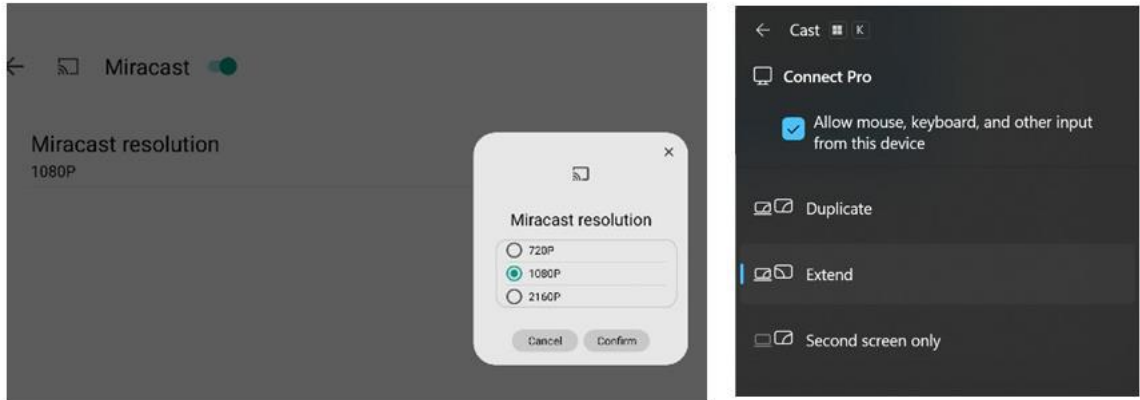 Miracast
Miracast resolution
1080P
Miracast resolution
720P
1080P
2160P
Cancel Confirm
Cast K
Connect Pro
Allow mouse, keyboard, and other input
from this device
Duplicate
Extend
Second screen only